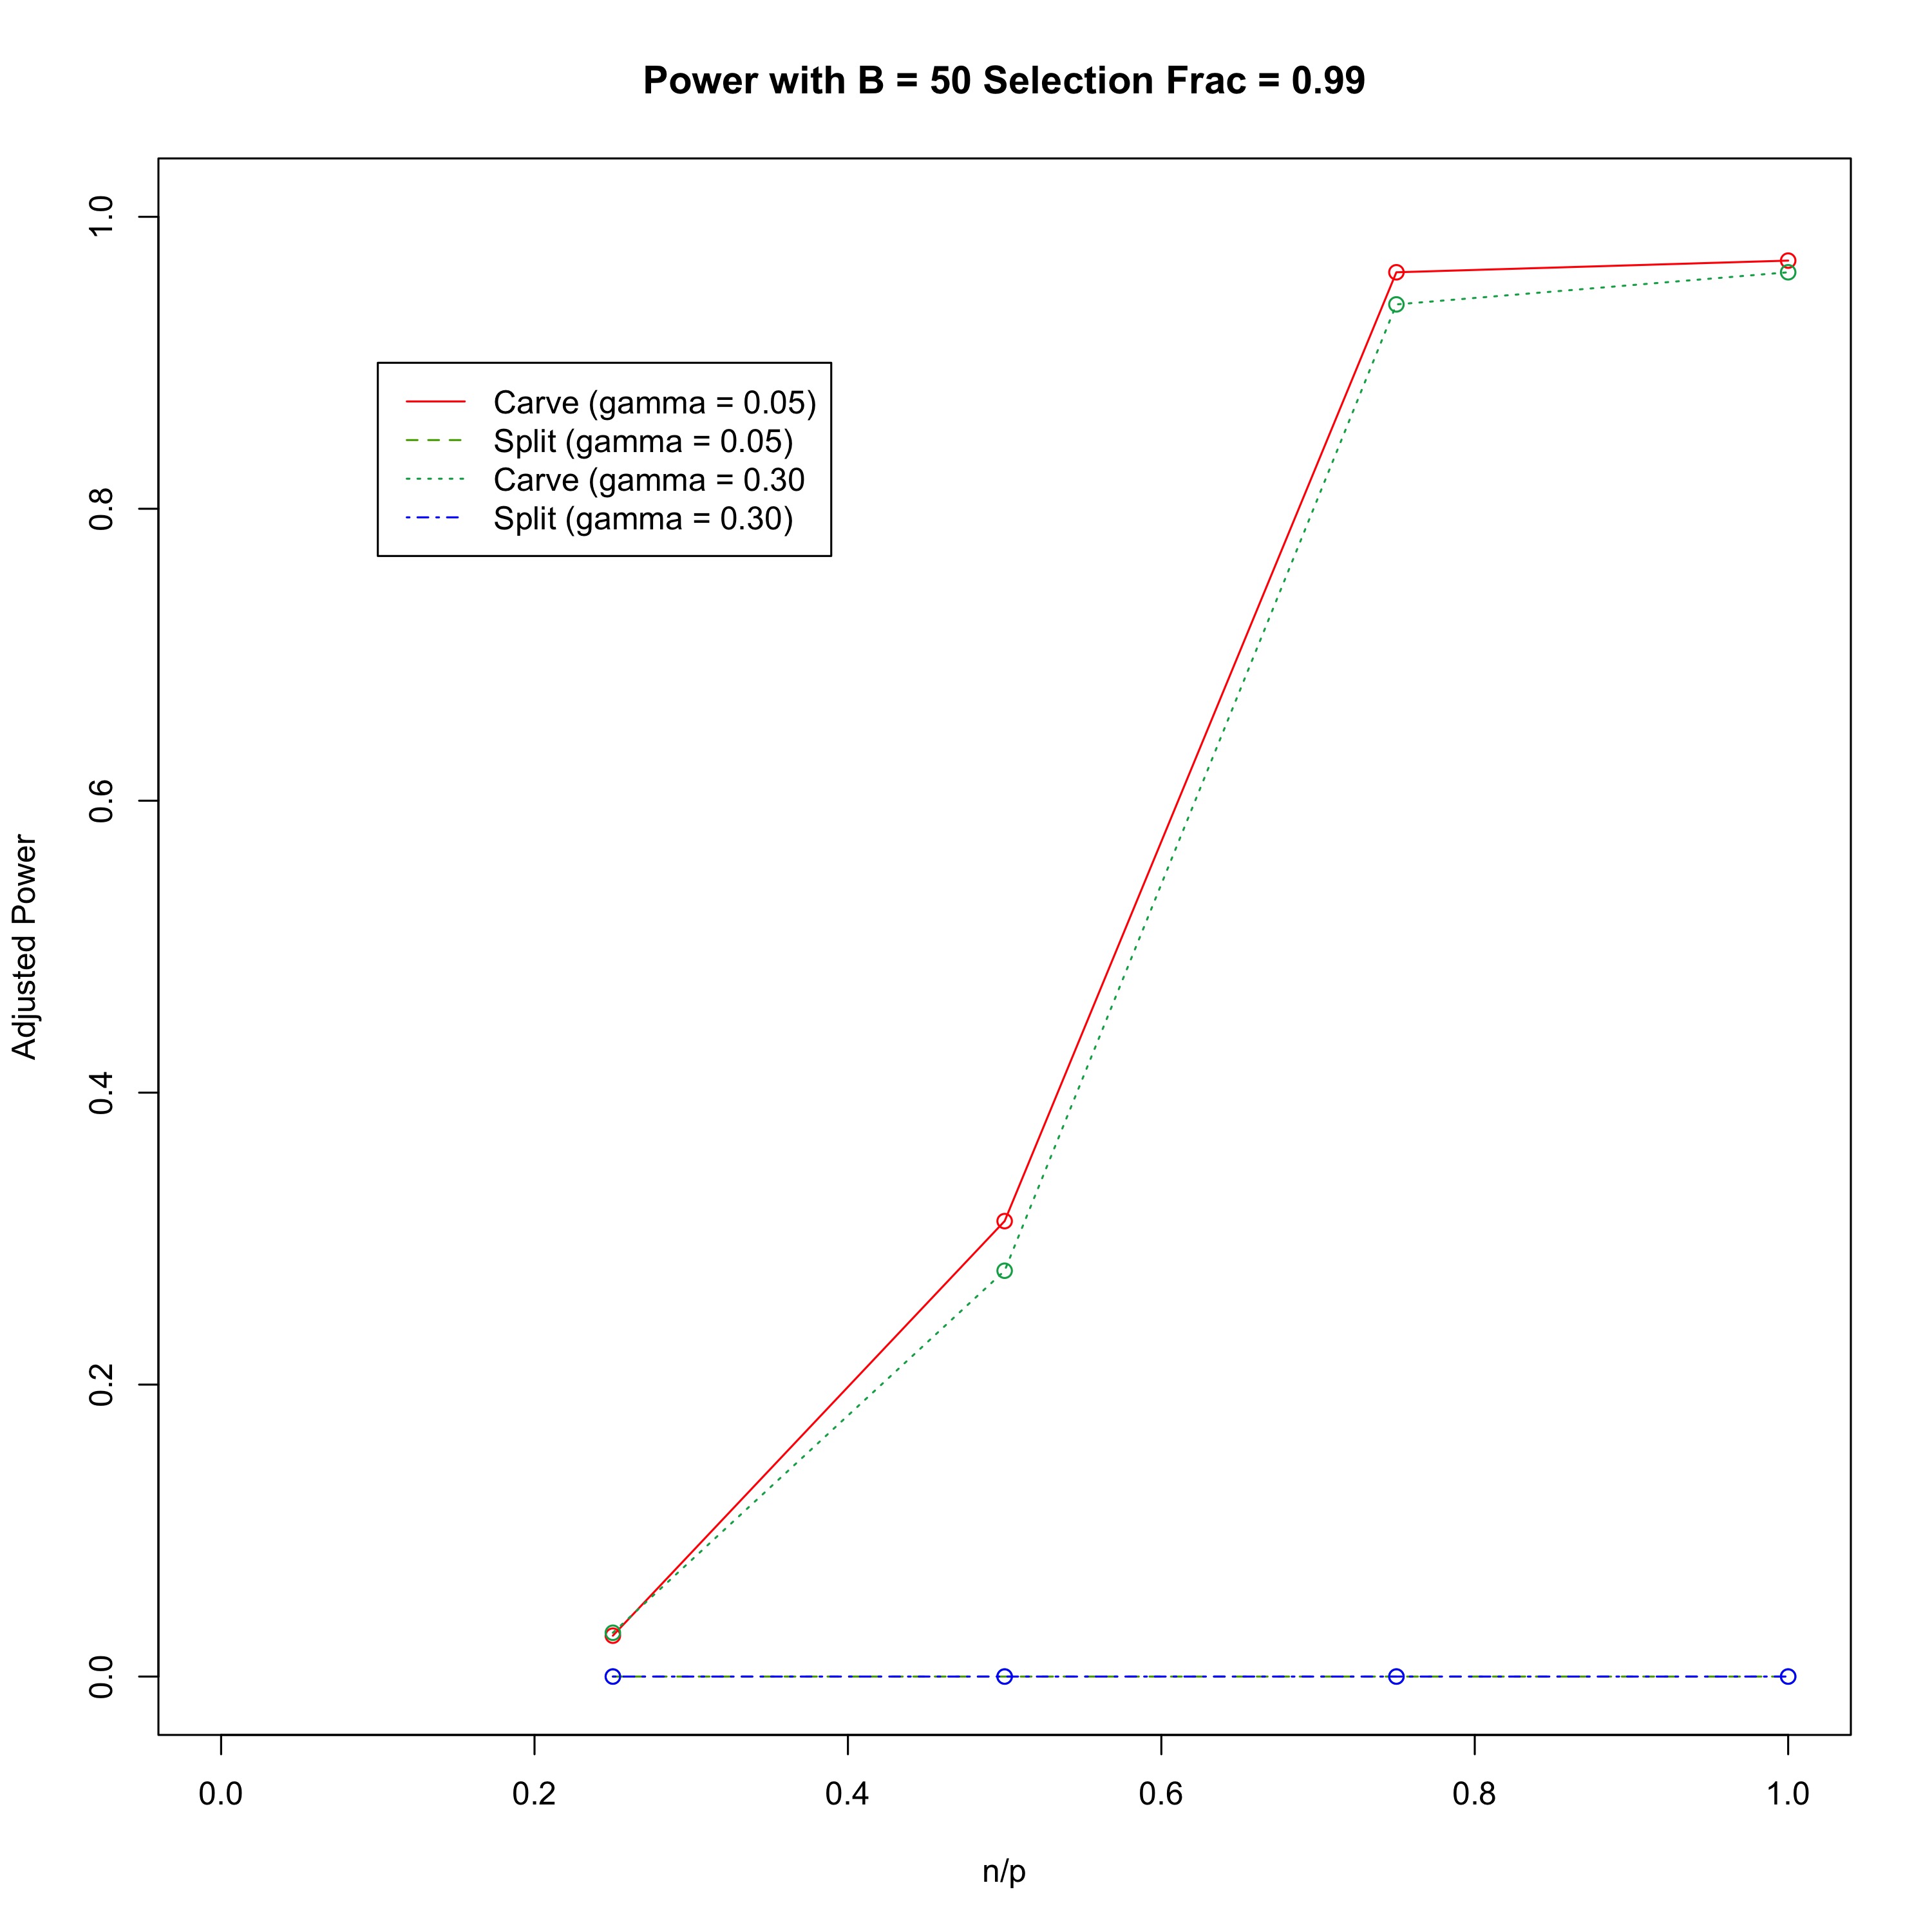 Power with B = 50 Selection Frac = 0.99
1.0
0.8
0.6
0.4
0.2
0.0
Adjusted Power
Carve (gamma = 0.05)
Split (gamma = 0.05)
Carve (gamma = 0.30
Split (gamma = 0.30)
0.0 0.2 0.4 0.6 0.8 1.0
n/p